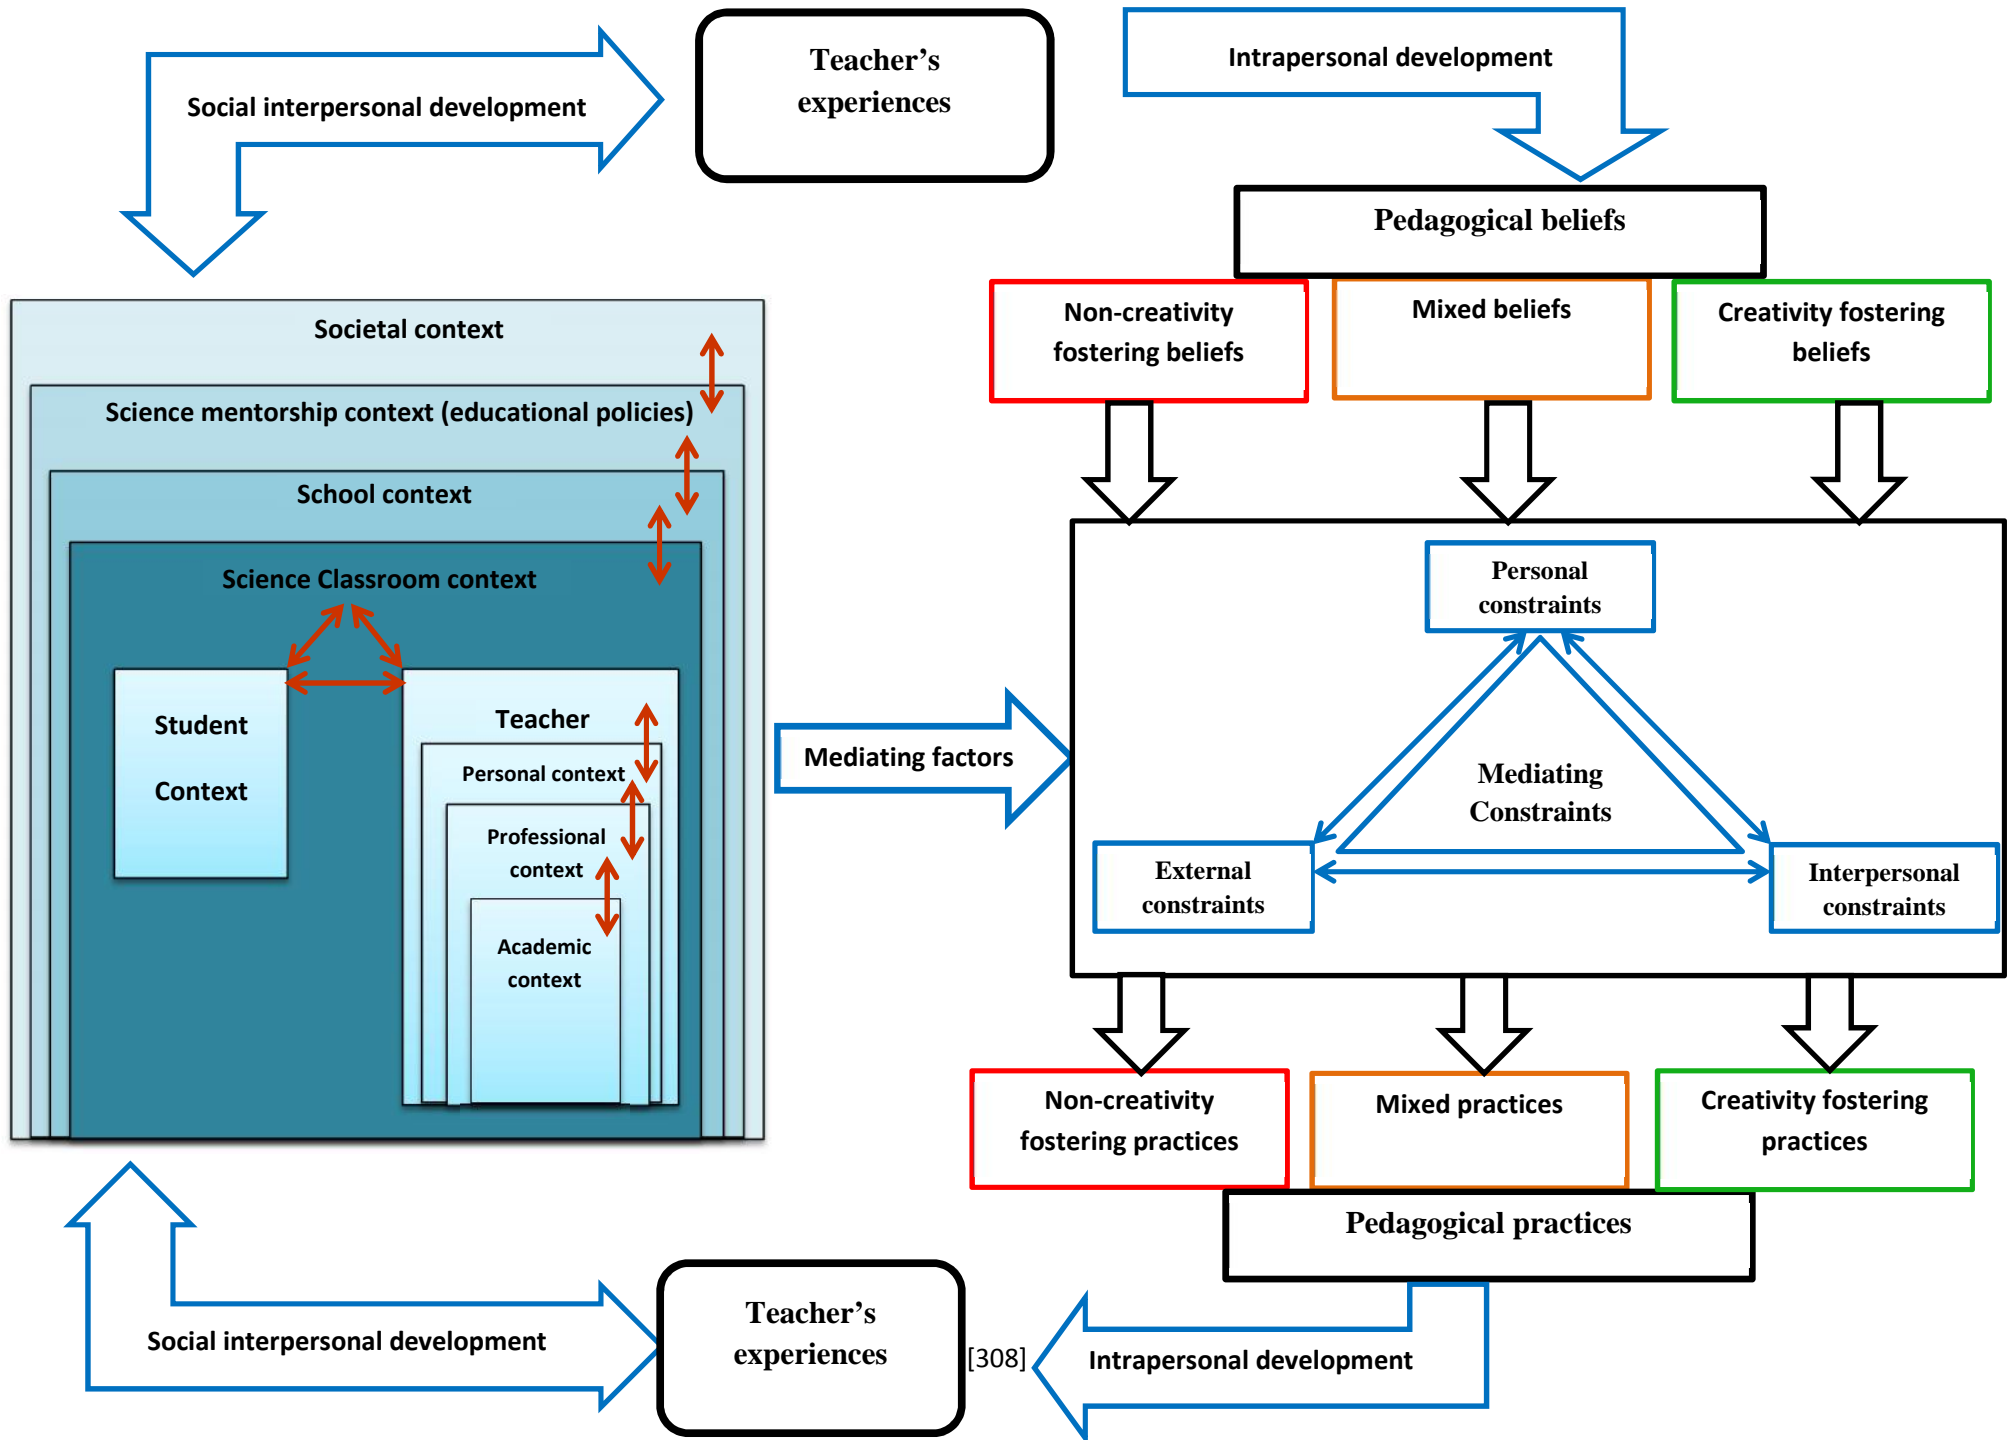 Social interpersonal development
Teacher’s
experiences
Intrapersonal development
Pedagogical beliefs
Non-creativity
fostering beliefs
Mixed beliefs
Creativity fostering
beliefs
Societal context
Science mentorship context (educational policies)
School context
Science Classroom context
Student
Context
Teacher
Personal context
Professional
context
Academic
context
Mediating factors
Personal
constraints
Mediating
Constraints
External
constraints
Interpersonal
constraints
Non-creativity
fostering practices
Mixed practices
Creativity fostering
practices
Pedagogical practices
Social interpersonal development
Teacher’s
experiences
[308]
Intrapersonal development